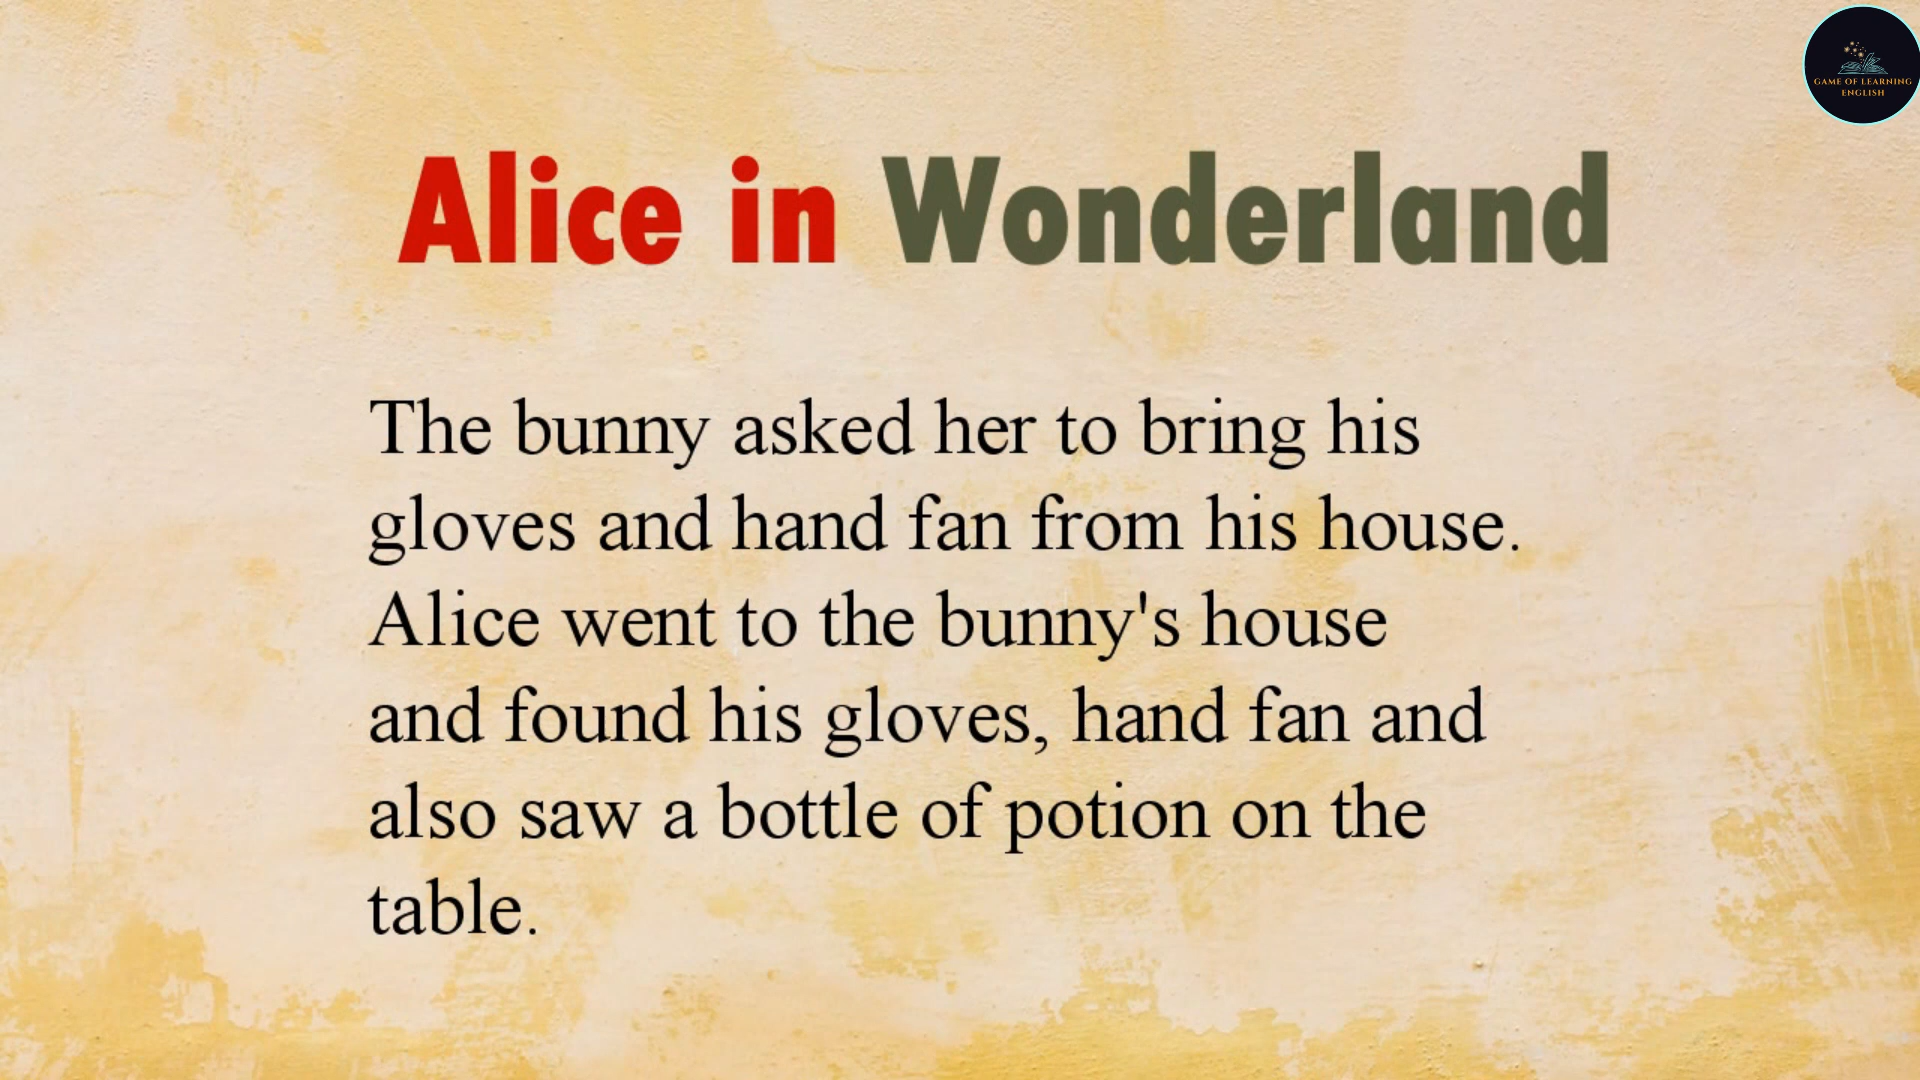 GAME OF LEARNING
ENGLISH
Alice in Wonderland
The bunny asked her to bring his
gloves and hand fan from his house.
Alice went to the bunny's house
and found his gloves, hand fan and
also saw a bottle of potion on the
table.